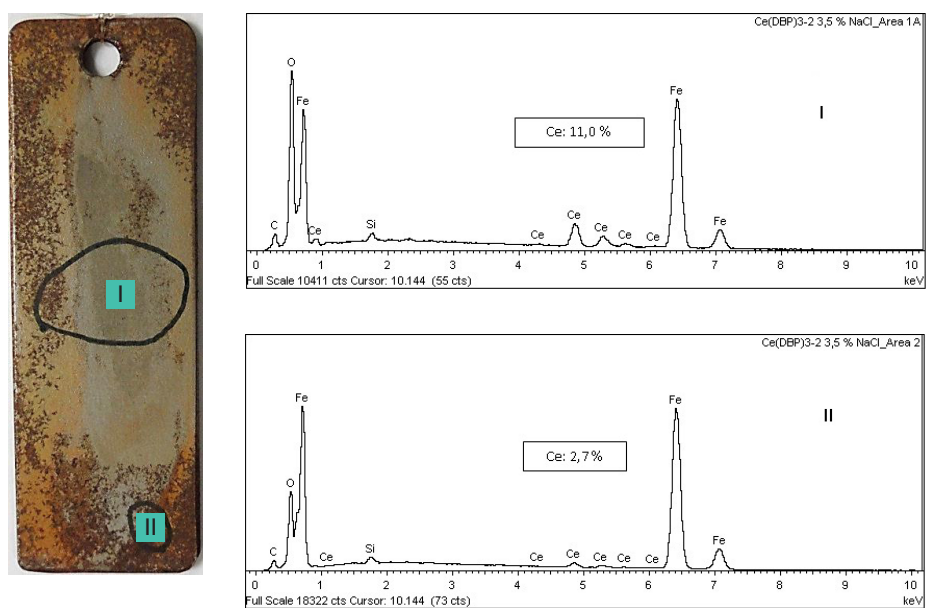 I
II
Ce(DBP)3-2 3,5 % NaCl_Area 1A
O
Fe
Fe
I
Ce: 11,0 %
C
Ce
Si
Ce
Ce
Ce
Ce
Ce
Fe
0 1 2 3 4 5 6 7 8 9 10
Full Scale 10411 cts Cursor: 10.144 (55 cts) keV
Ce(DBP)3-2 3,5 % NaCl_Area 2
Fe
Fe
II
Ce: 2,7%
O
C
Ce
Si
Ce
Ce
Ce
Ce
Ce
Fe
0 1 2 3 4 5 6 7 8 9 10
Full Scale 18322 cts Cursor: 10.144 (73 cts) keV